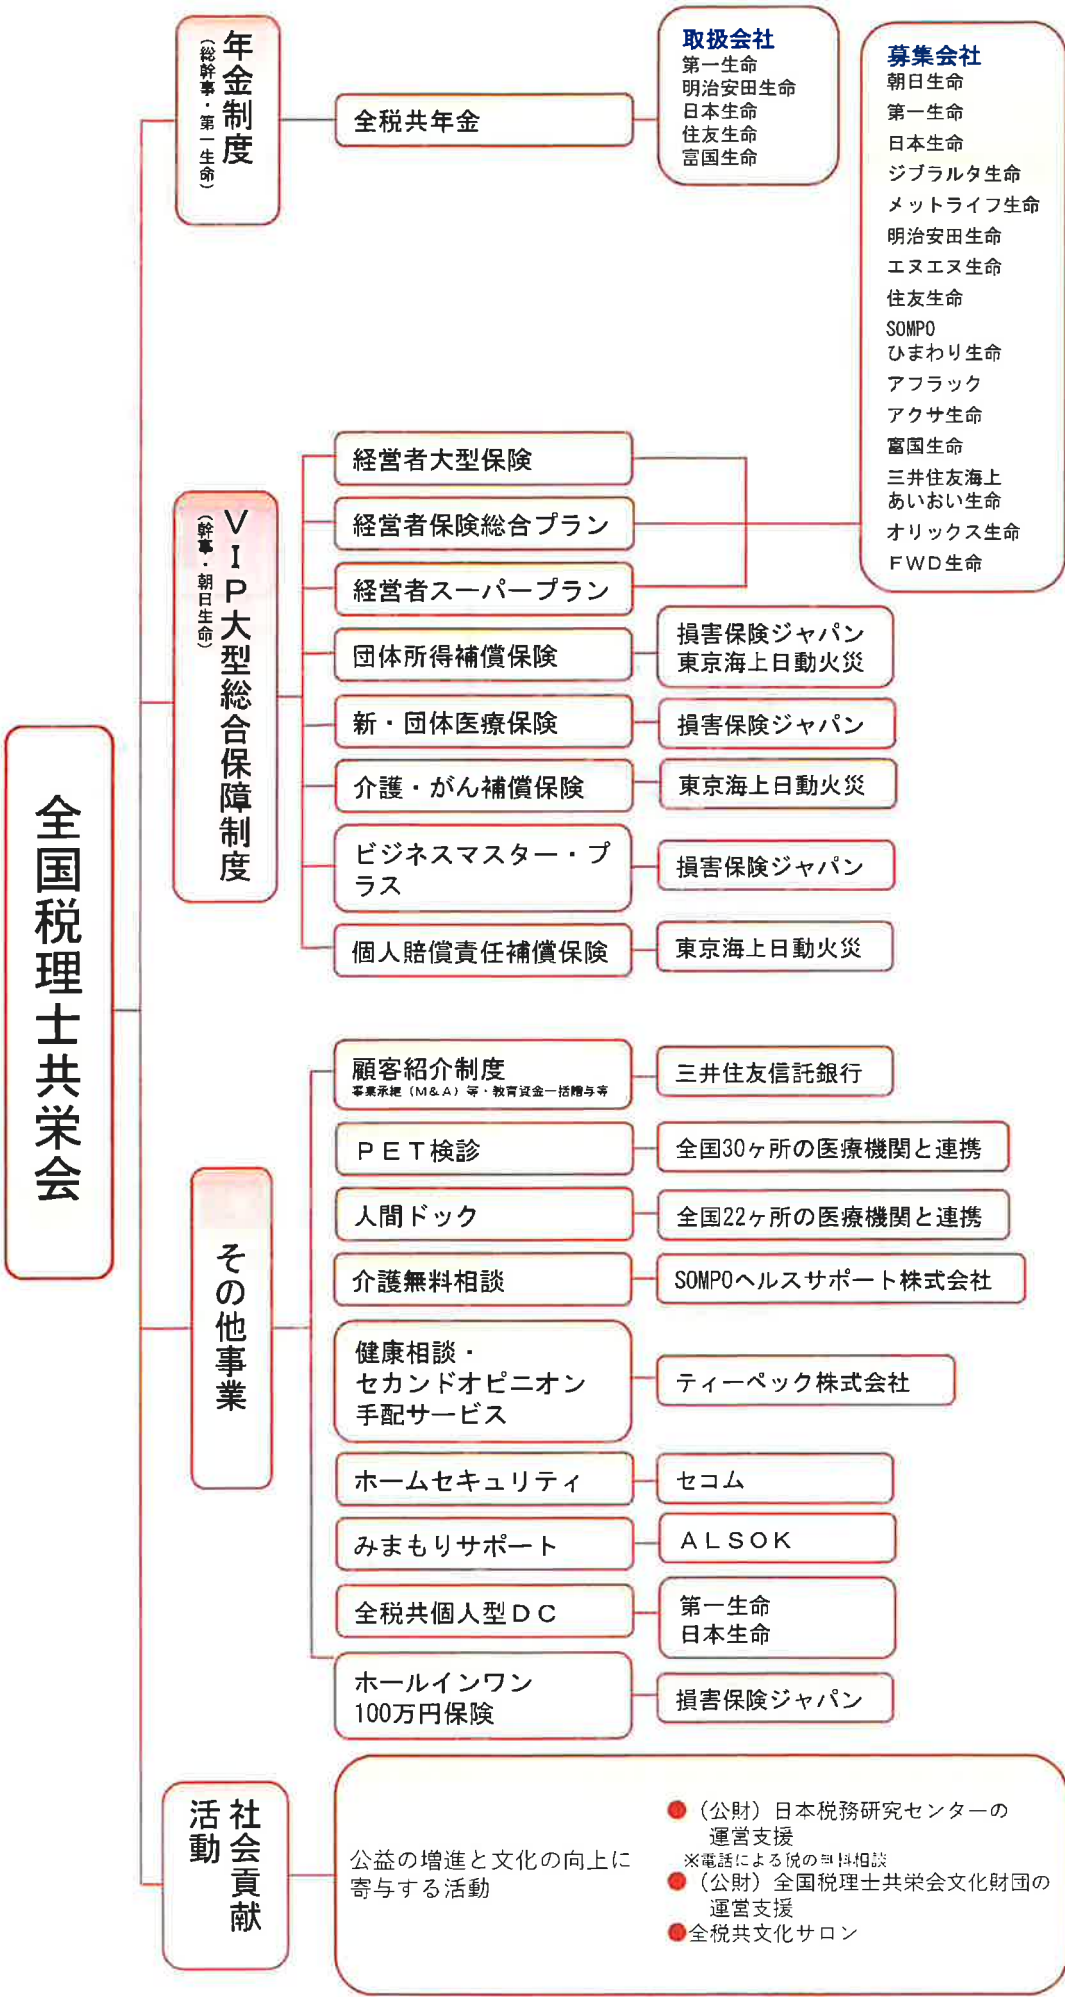 全国税理士共栄会
年金制度
（総幹事・第一生命）
全税共年金
取扱会社
第一生命
明治安田生命
日本生命
住友生命
富国生命
募集会社
朝日生命
第一生命
日本生命
ジブラルタ生命
メットライフ生命
明治安田生命
エヌエヌ生命
住友生命
SOMPO
ひまわり生命
アフラック
アクサ生命
富国生命
三井住友海上
あいおい生命
オリックス生命
ＦＷＤ生命
ＶＩＰ大型総合保障制度
（幹事・朝日生命）
経営者大型保険
経営者保険総合プラン
経営者スーパープラン
団体所得補償保険
損害保険ジャパン
東京海上日動火災
新・団体医療保険
損害保険ジャパン
介護・がん補償保険
東京海上日動火災
ビジネスマスター・プ
ラス
損害保険ジャパン
個人賠償責任補償保険
東京海上日動火災
その他事業
顧客紹介制度
事業承継（Ｍ＆Ａ）等・教育資金一括贈与等
三井住友信託銀行
ＰＥＴ検診
全国30ヶ所の医療機関と連携
人間ドック
全国22ヶ所の医療機関と連携
介護無料相談
SOMPOヘルスサポート株式会社
健康相談・
セカンドオピニオン
手配サービス
ティーペック株式会社
ホームセキュリティ
セコム
みまもりサポート
ＡＬＳＯＫ
全税共個人型ＤＣ
第一生命
日本生命
ホールインワン
100万円保険
損害保険ジャパン
社会貢献
活動
公益の増進と文化の向上に
寄与する活動
●（公財）日本税務研究センターの
運営支援
※電話による税の無料相談
●（公財）全国税理士共栄会文化財団の
運営支援
●全税共文化サロン